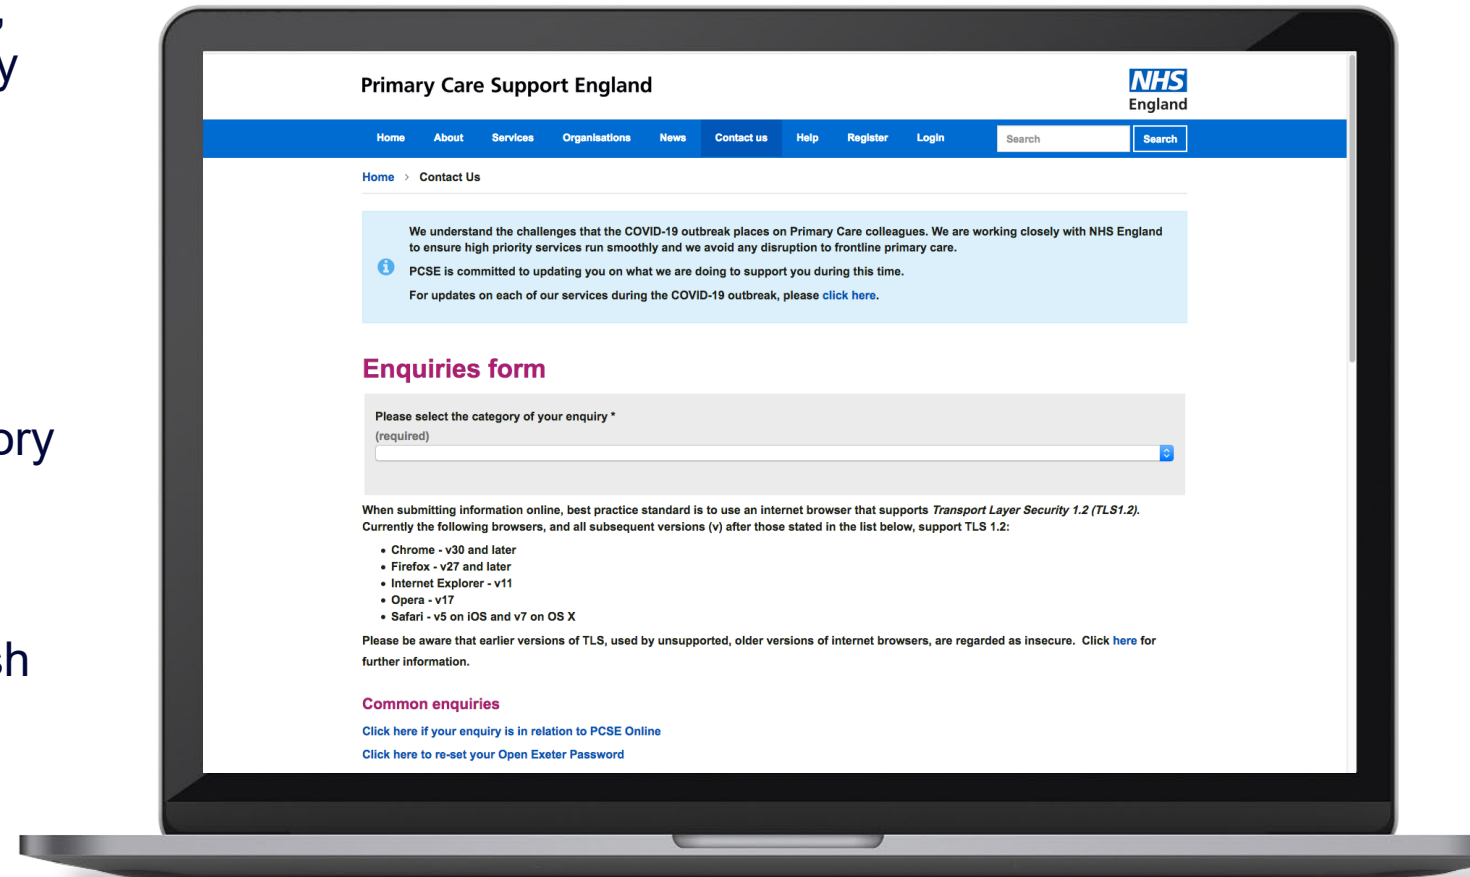 ,
y
ory
sh
Primary Care Support England
NHS
England
Home About Services Organisations News Contact us Help Register Login Search Search
Home > Contact Us
We understand the challenges that the COVID-19 outbreak places on Primary Care colleagues. We are working closely with NHS England
to ensure high priority services run smoothly and we avoid any disruption to frontline primary care.
PCSE is committed to updating you on what we are doing to support you during this time.
For updates on each of our services during the COVID-19 outbreak, please click here.
Enquiries form
Please select the category of your enquiry *
(required)
When submitting information online, best practice standard is to use an internet browser that supports Transport Layer Security 1.2 (TLS1.2).
Currently the following browsers, and all subsequent versions (v) after those stated in the list below, support TLS 1.2:
• Chrome - v30 and later
• Firefox - v27 and later
• Internet Explorer - v11
• Opera - v17
• Safari - v5 on iOS and v7 on OS X
Please be aware that earlier versions of TLS, used by unsupported, older versions of internet browsers, are regarded as insecure. Click here for
further information.
Common enquiries
Click here if your enquiry is in relation to PCSE Online
Click here to re-set your Open Exeter Password